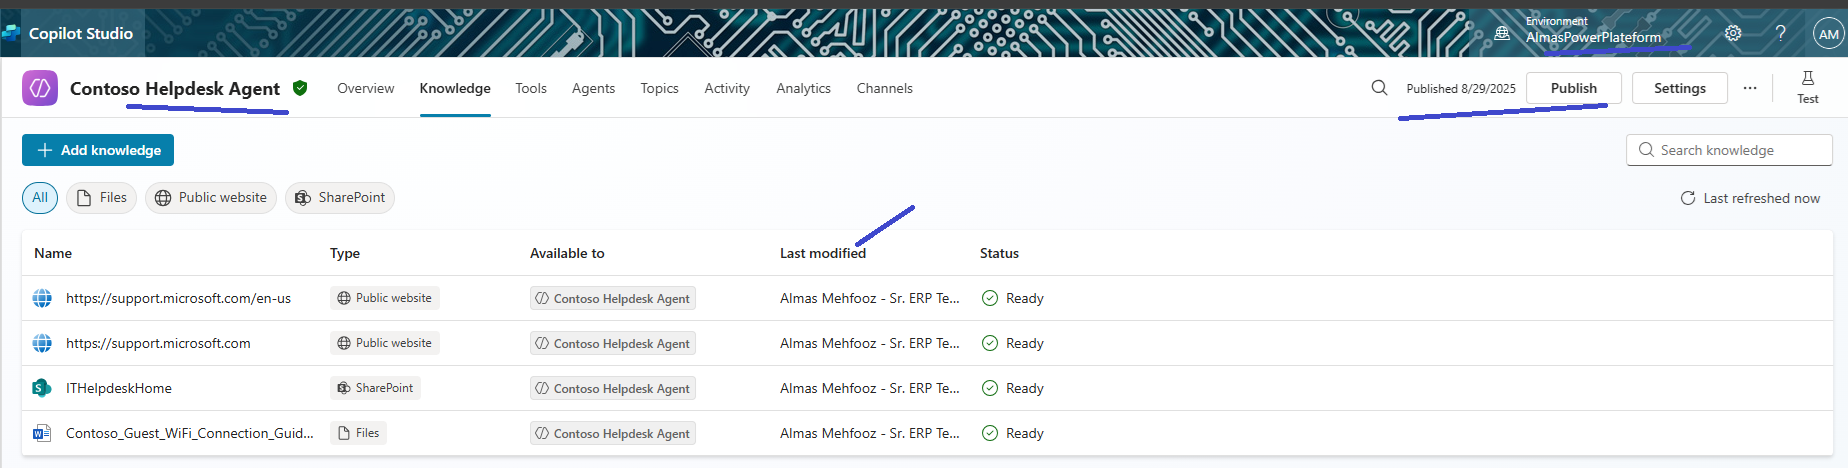 Copilot Studio
Environment
AlmasPowerPlateform
?
AM
Contoso Helpdesk Agent
Overview Knowledge Tools Agents Topics Activity Analytics Channels
Published 8/29/2025 Publish Settings ... Test
+ Add knowledge
Search knowledge
All Files Public website SharePoint
Last refreshed now
Name Type Available to Last modified Status
https://support.microsoft.com/en-us Public website Contoso Helpdesk Agent Almas Mehfooz - Sr. ERP Te... Ready
https://support.microsoft.com Public website Contoso Helpdesk Agent Almas Mehfooz - Sr. ERP Te... Ready
ITHelpdeskHome SharePoint Contoso Helpdesk Agent Almas Mehfooz - Sr. ERP Te... Ready
Contoso_Guest_WiFi_Connection_Guid... Files Contoso Helpdesk Agent Almas Mehfooz - Sr. ERP Te... Ready